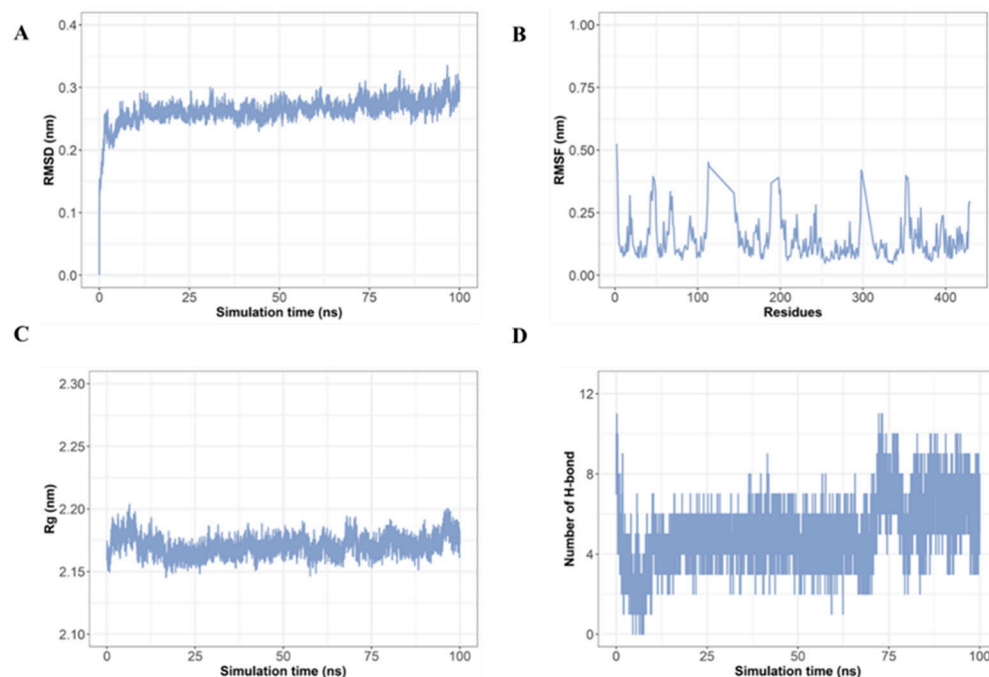 A
0.4
0.3
0.2
0.1
0.0
RMSD (nm)
0 25 50 75 100
Simulation time (ns)
B
1.00
0.75
0.50
0.25
0.00
RMSF (nm)
0 100 200 300 400
Residues
C
2.30
2.25
2.20
2.15
2.10
Rg (nm)
0 25 50 75 100
Simulation time (ns)
D
12
8
4
0
Number of H-bond
0 25 50 75 100
Simulation time (ns)